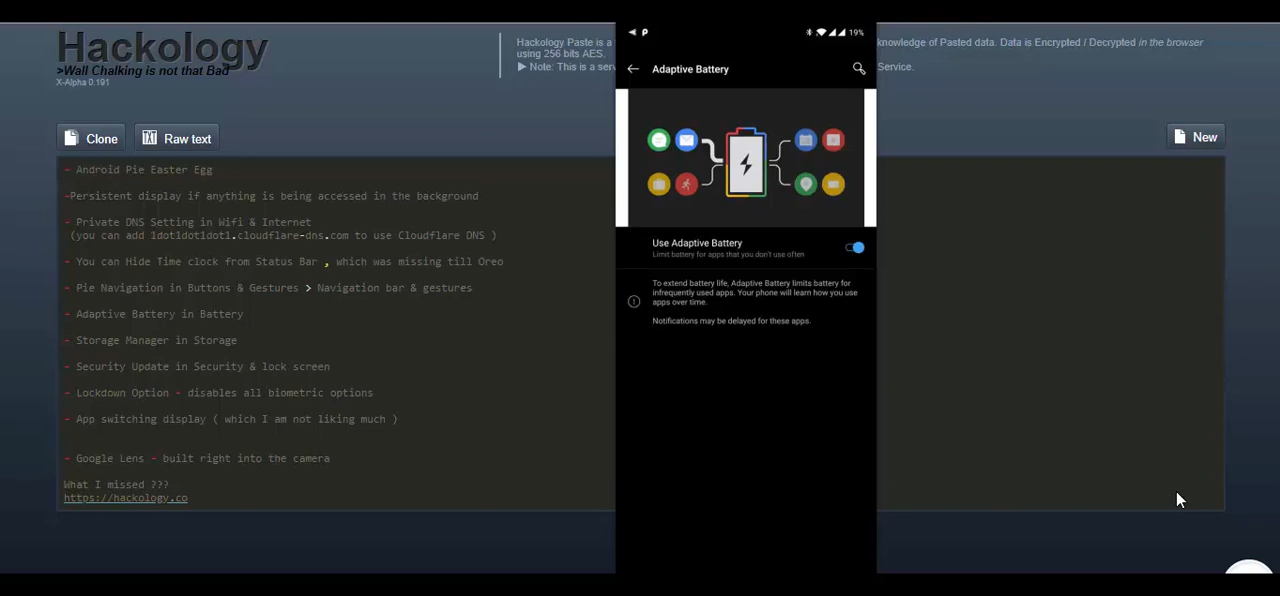 Hackology
>Wall Chalking is not that Bad
X-Alpha 0.191
Hackology Paste is a
using 256 bits AES.
▶ Note: This is a serv
knowledge of Pasted data. Data is Encrypted / Decrypted in the browser
Service.
Clone
Raw text
New
- Android Pie Easter Egg
-Persistent display if anything is being accessed in the background
- Private DNS Setting in Wifi & Internet
(you can add 1dot1dot1dot1.cloudflare-dns.com to use Cloudflare DNS )
- You can Hide Time clock from Status Bar , which was missing till Oreo
- Pie Navigation in Buttons & Gestures > Navigation bar & gestures
- Adaptive Battery in Battery
- Storage Manager in Storage
- Security Update in Security & lock screen
- Lockdown Option - disables all biometric options
- App switching display ( which I am not liking much )
- Google Lens - built right into the camera
What I missed ???
https://hackology.co
19%
Adaptive Battery
Use Adaptive Battery
Limit battery for apps that you don't use often
To extend battery life, Adaptive Battery limits battery for
infrequently used apps. Your phone will learn how you use
apps over time.
Notifications may be delayed for these apps.